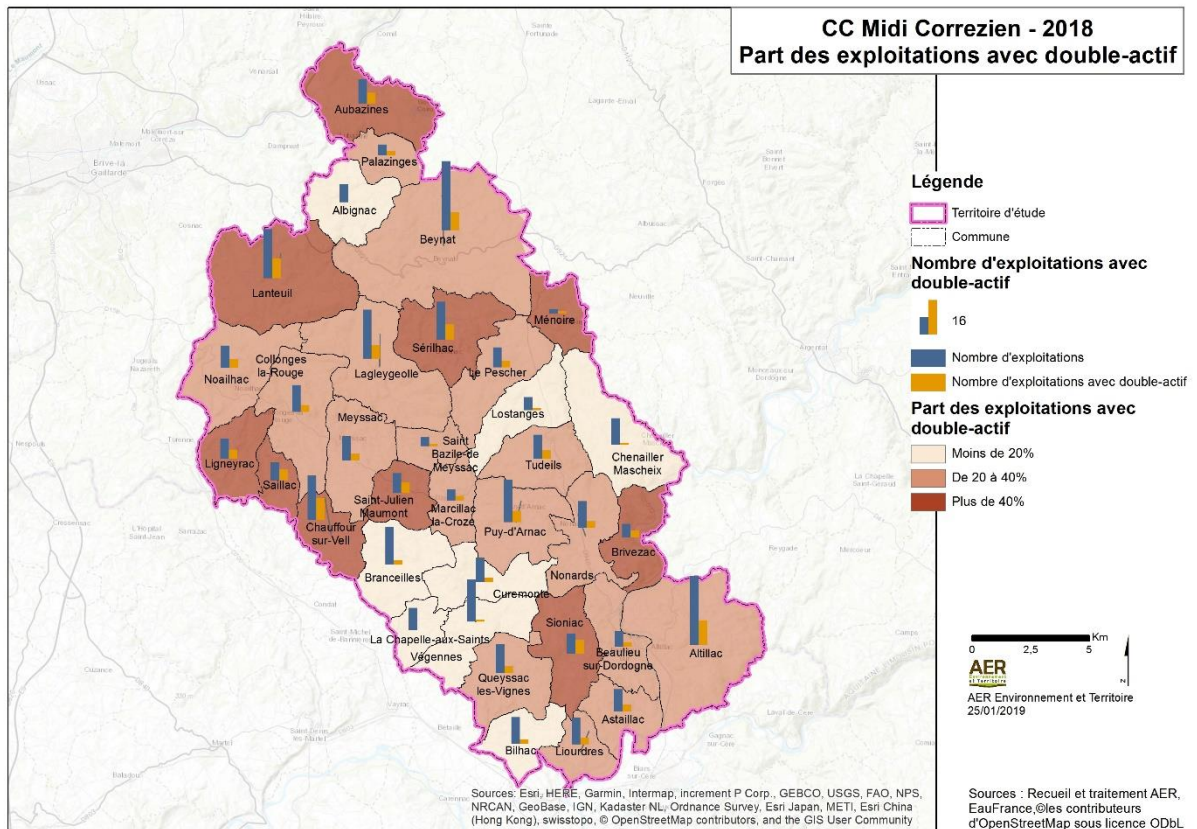 CC Midi Correzien - 2018
Part des exploitations avec double-actif
Aubazines
Palazinges
Albignac
Beynat
Lanteuil
Ménoire
Sérilhac
Noailhac
Collonges
la-Rouge
Lagleygeolle
Le Pescher
Lostanges
Meyssac
Saint
Bazile-de
Meyssac
Tudeils
Chenailler
Mascheix
Ligneyrac
Saillac
Saint-Julien
Maumont
Marcillac
la-Croze
Chauffour
sur-Vell
Puy-d'Arnac
Brivezac
Branceilles
Nonards
Curemonte
Sioniac
La Chapelle-aux-Saints
Végennes
Beaulieu
sur-Dordogne
Altillac
Queyssac
les-Vignes
Astaillac
Bilhac
Liourdres
Brive-la
Gaillarde
Légende
Territoire d'étude
Commune
Nombre d'exploitations avec
double-actif
16
Nombre d'exploitations
Nombre d'exploitations avec double-actif
Part des exploitations avec
double-actif
Moins de 20%
De 20 à 40%
Plus de 40%
Km
0 2,5 5
AER
Environnement
et Territoire
N
AER Environnement et Territoire
25/01/2019
Sources: Esri, HERE, Garmin, Intermap, increment P Corp., GEBCO, USGS, FAO, NPS,
NRCAN, GeoBase, IGN, Kadaster NL, Ordnance Survey, Esri Japan, METI, Esri China
(Hong Kong), swisstopo, © OpenStreetMap contributors, and the GIS User Community
Sources : Recueil et traitement AER,
EauFrance,©les contributeurs
d'OpenStreetMap sous licence ODbL